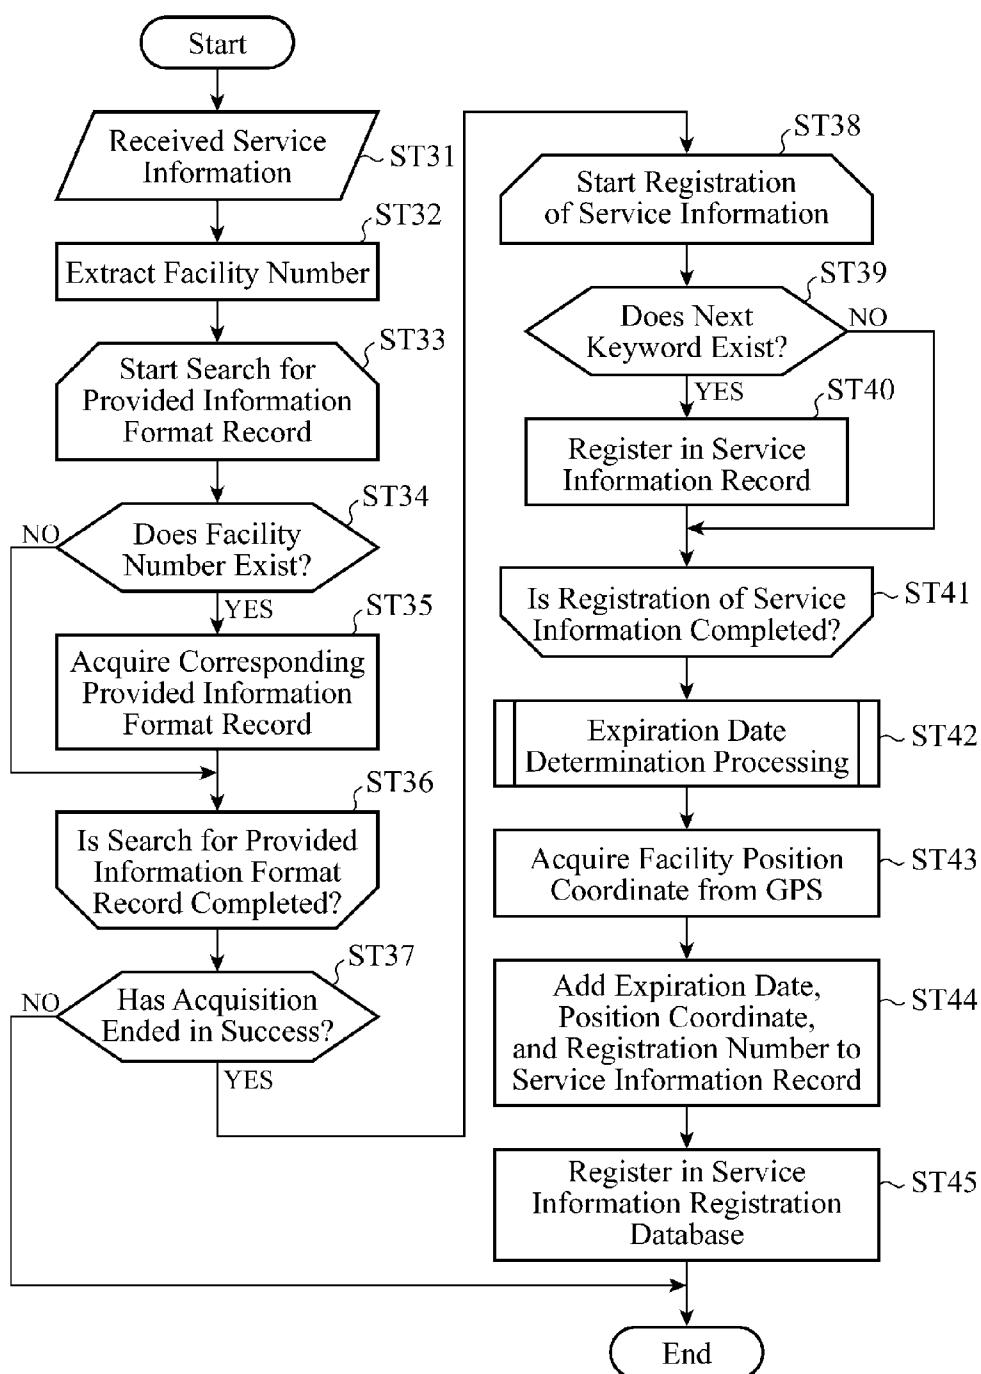 Start
Received Service
Information
ST31
ST32
Extract Facility Number
ST33
Start Search for
Provided Information
Format Record
ST34
NO
Does Facility
Number Exist?
YES
ST35
Acquire Corresponding
Provided Information
Format Record
ST36
Is Search for Provided
Information Format
Record Completed?
ST37
NO
Has Acquisition
Ended in Success?
YES
ST38
Start Registration
of Service Information
ST39
Does Next
Keyword Exist?
NO
YES
ST40
Register in Service
Information Record
Is Registration of Service
Information Completed?
ST41
Expiration Date
Determination Processing
ST42
Acquire Facility Position
Coordinate from GPS
ST43
Add Expiration Date,
Position Coordinate,
and Registration Number to
Service Information Record
ST44
Register in Service
Information Registration
Database
ST45
End